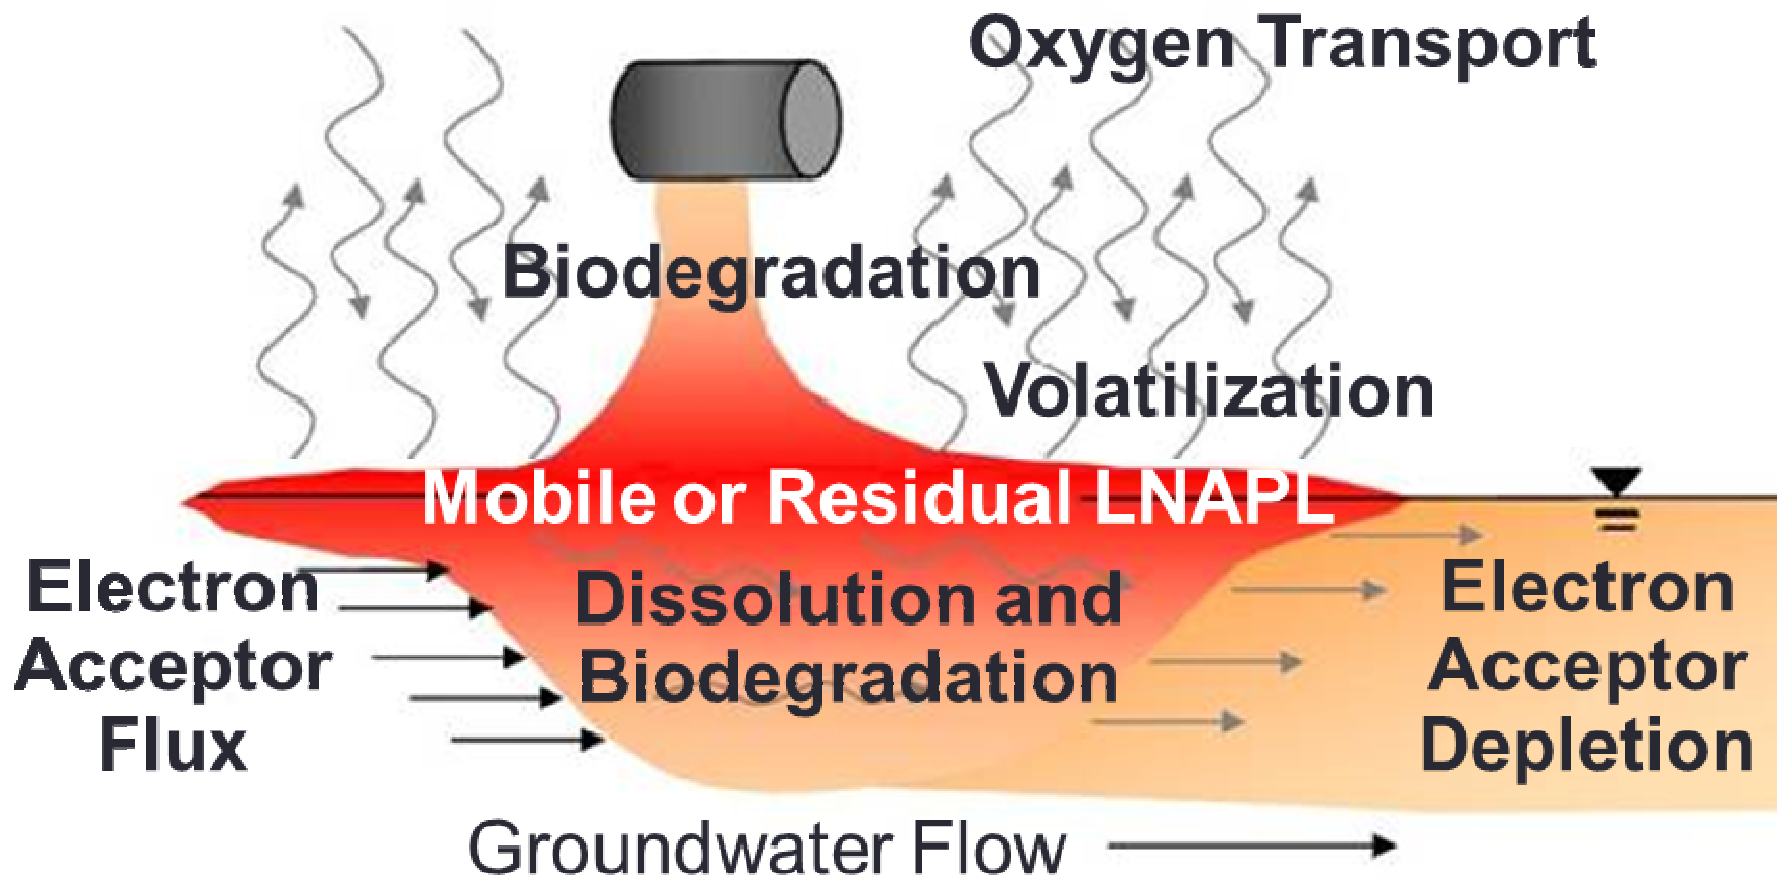 Oxygen Transport
Biodegradation
Volatilization
Mobile or Residual LNAPL
Electron
Acceptor
Flux
Dissolution and
Biodegradation
Electron
Acceptor
Depletion
Groundwater Flow